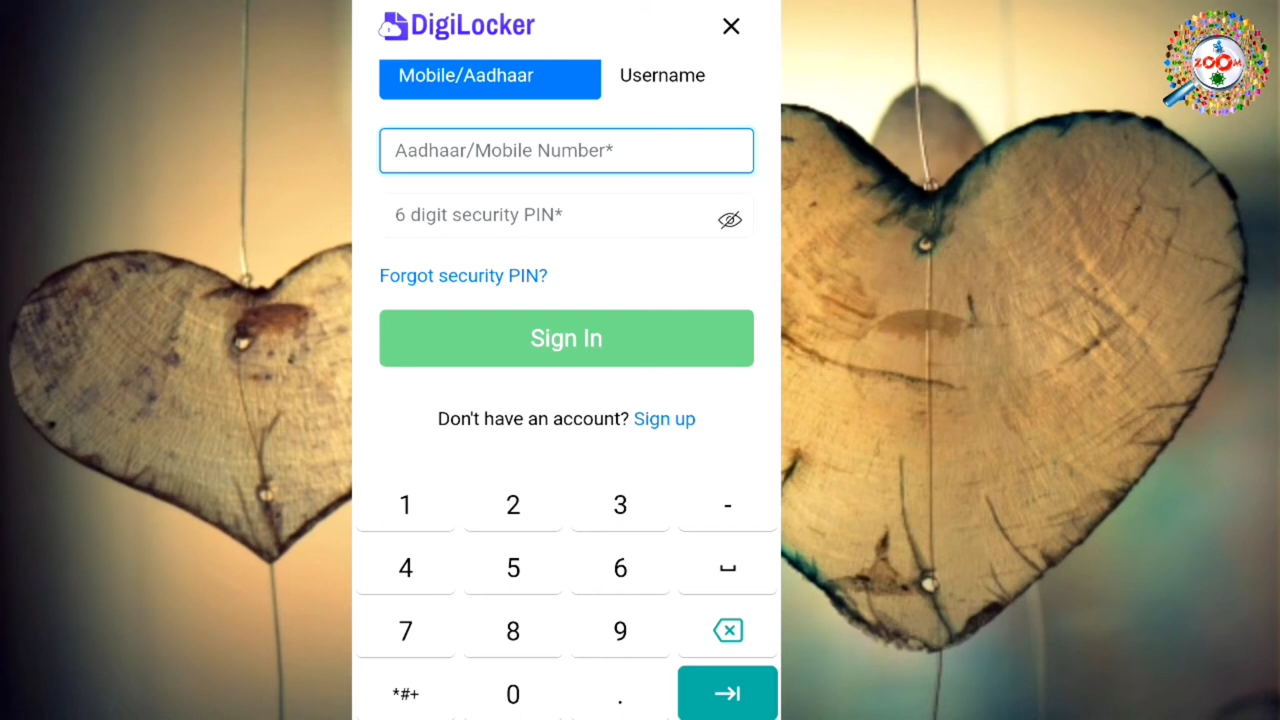 DigiLocker
Mobile/Aadhaar Username
Aadhaar/Mobile Number*
6 digit security PIN*
Forgot security PIN?
Sign In
Don't have an account? Sign up
1 2 3 -
4 5 6
7 8 9
*#+ 0 .
ZOOM